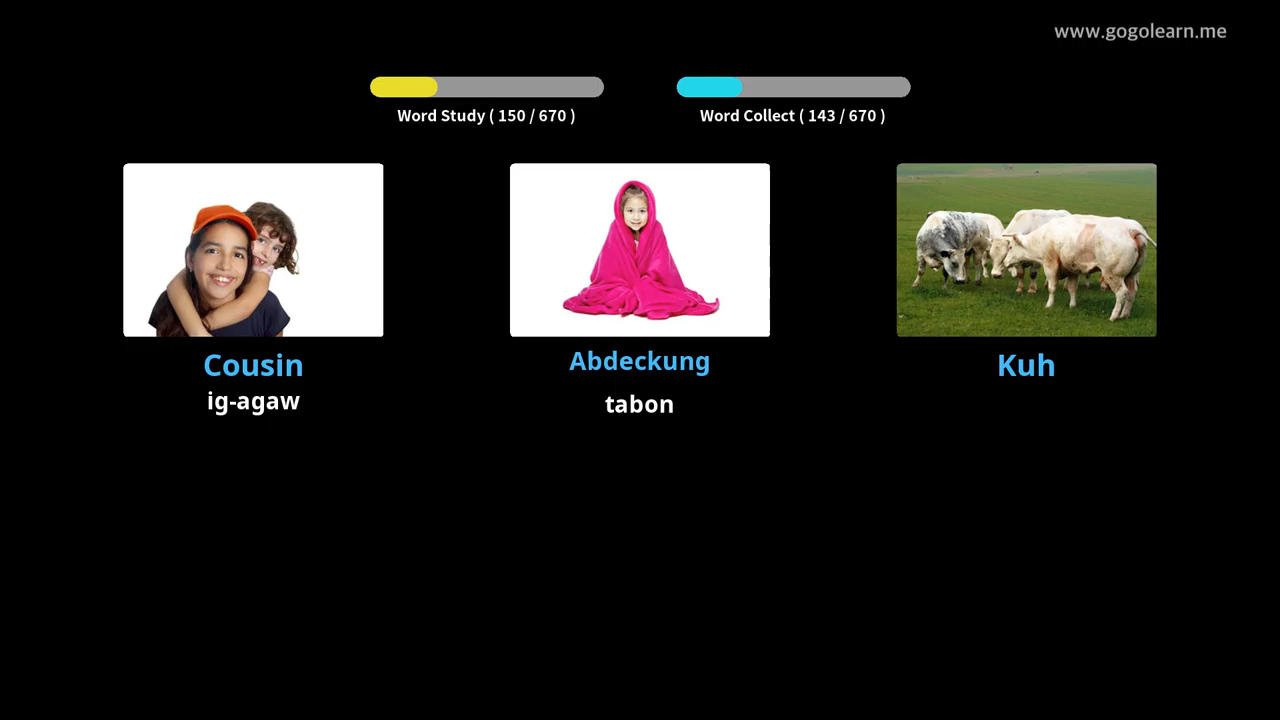 www.gogolearn.me
Word Study ( 150 / 670 )
Word Collect ( 143 / 670 )
Cousin
ig-agaw
Abdeckung
tabon
Kuh